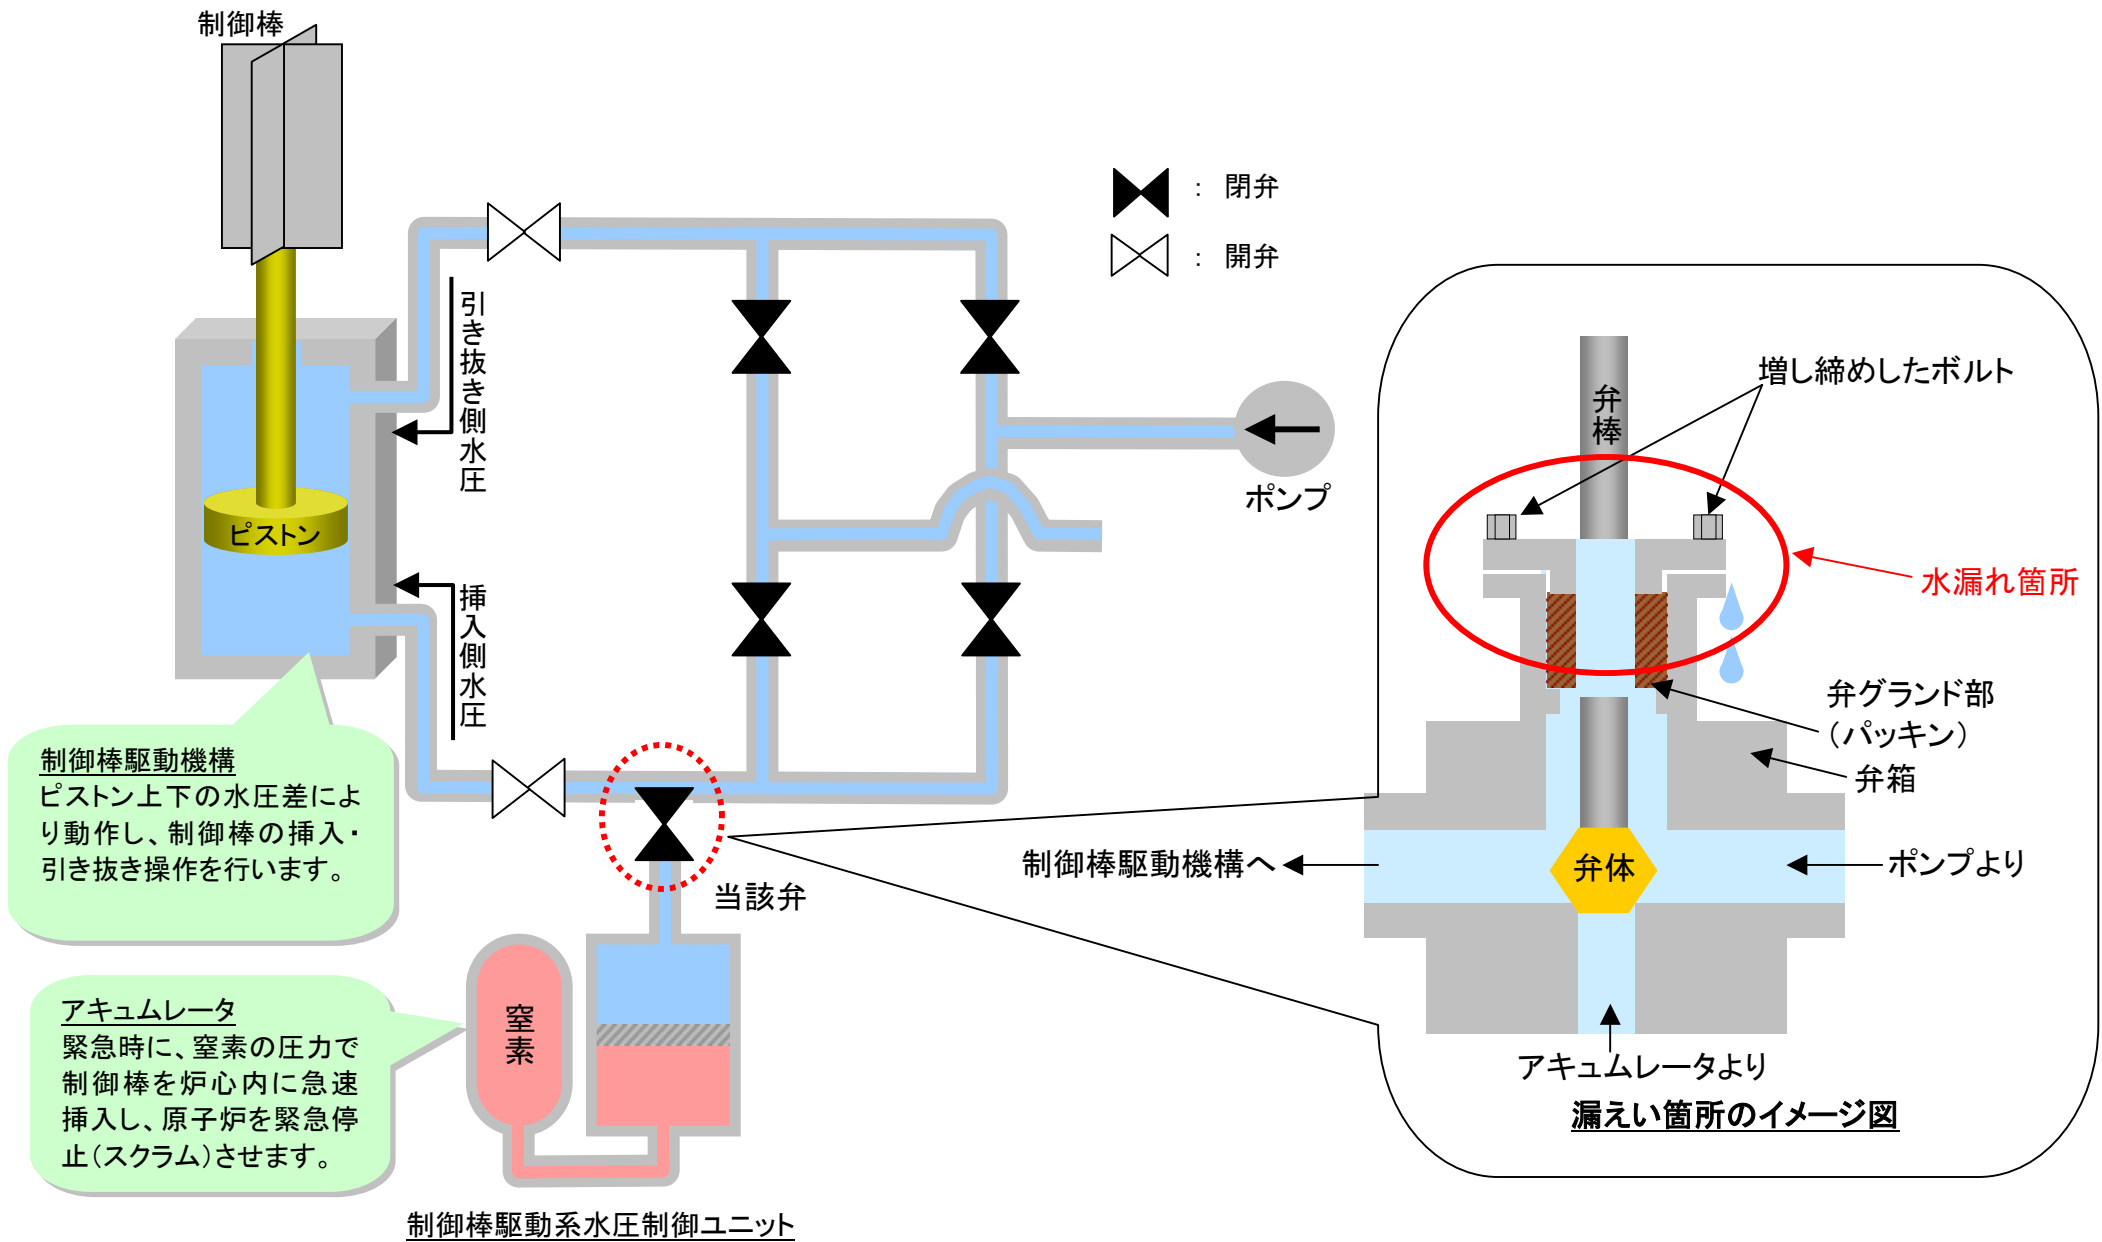 制御棒
： 閉弁
： 開弁
引き抜き側水圧
挿入側水圧
ピストン
ポンプ
制御棒駆動機構
ピストン上下の水圧差によ
り動作し、制御棒の挿入・
引き抜き操作を行います。
当該弁
アキュムレータ
緊急時に、窒素の圧力で
制御棒を炉心内に急速
挿入し、原子炉を緊急停
止（スクラム）させます。
窒素
制御棒駆動系水圧制御ユニット
弁棒
増し締めしたボルト
水漏れ箇所
弁グランド部
（パッキン）
弁箱
制御棒駆動機構へ
弁体
ポンプより
アキュムレータより
漏えい箇所のイメージ図